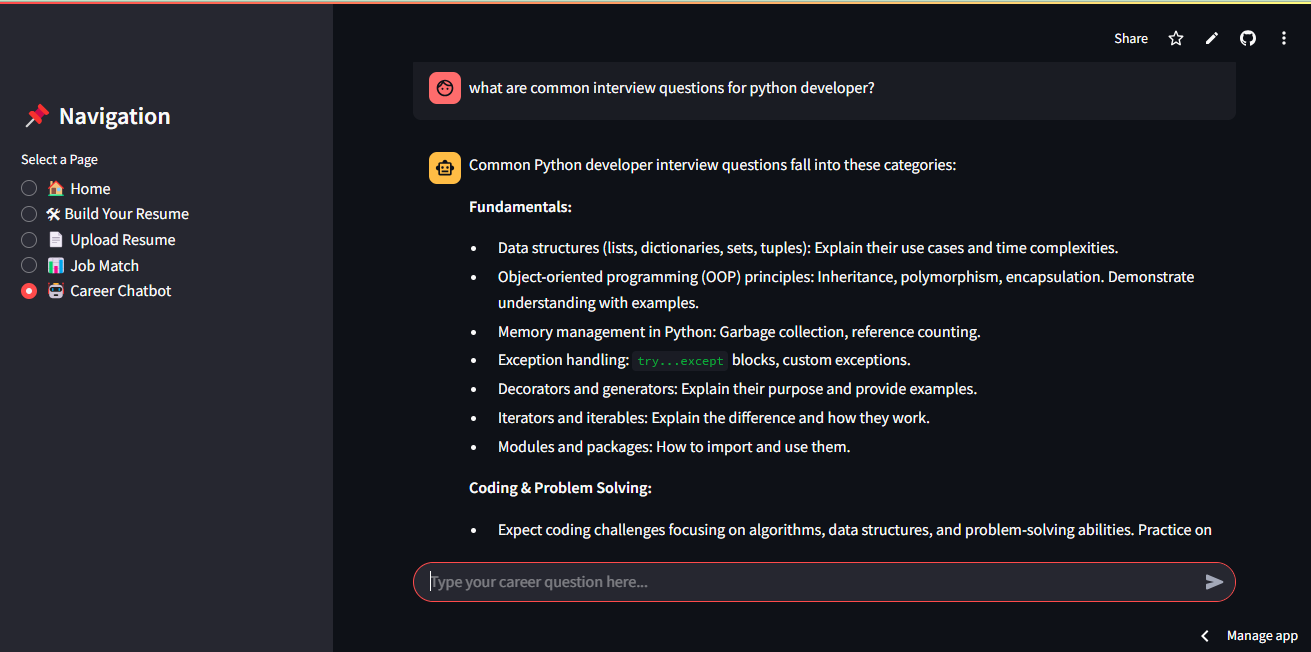 Share
📌 Navigation
Select a Page
🏠 Home
🛠 Build Your Resume
📄 Upload Resume
📊 Job Match
🤖 Career Chatbot
what are common interview questions for python developer?
Common Python developer interview questions fall into these categories:
Fundamentals:
• Data structures (lists, dictionaries, sets, tuples): Explain their use cases and time complexities.
• Object-oriented programming (OOP) principles: Inheritance, polymorphism, encapsulation. Demonstrate
understanding with examples.
• Memory management in Python: Garbage collection, reference counting.
• Exception handling: try...except blocks, custom exceptions.
• Decorators and generators: Explain their purpose and provide examples.
• Iterators and iterables: Explain the difference and how they work.
• Modules and packages: How to import and use them.
Coding & Problem Solving:
• Expect coding challenges focusing on algorithms, data structures, and problem-solving abilities. Practice on
Type your career question here...
Manage app